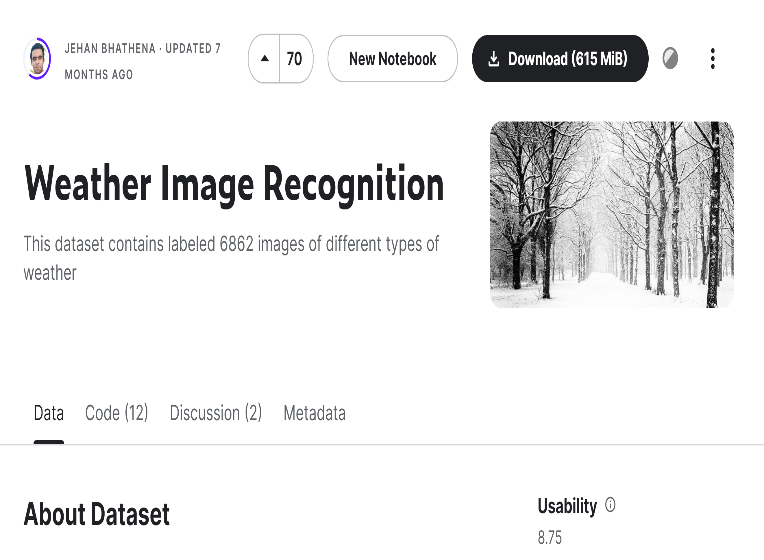 JEHAN BHATHENA · UPDATED 7
MONTHS AGO
70
New Notebook
Download (615 MiB)
Weather Image Recognition
This dataset contains labeled 6862 images of different types of
weather
Data
Code (12)
Discussion (2)
Metadata
About Dataset
Usability
8.75